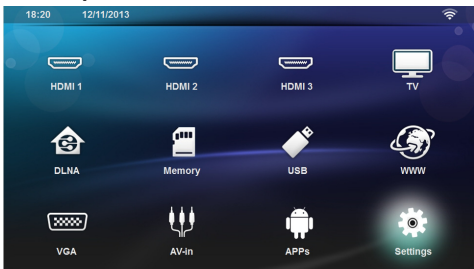 18:20 12/11/2013
HDMI 1 HDMI 2 HDMI 3 TV
DLNA Memory USB WWW
VGA AV-in APPs Settings